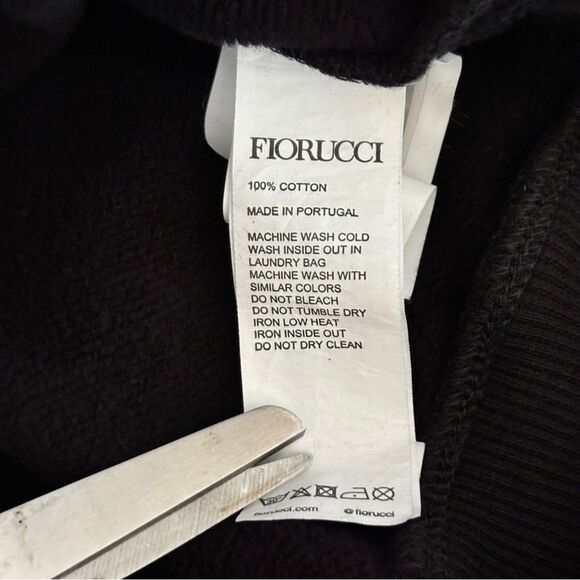 FIORUCCI
100% COTTON
MADE IN PORTUGAL
MACHINE WASH COLD
WASH INSIDE OUT IN
LAUNDRY BAG
MACHINE WASH WITH
SIMILAR COLORS
DO NOT BLEACH
DO NOT TUMBLE DRY
IRON LOW HEAT
IRON INSIDE OUT
DO NOT DRY CLEAN
fiorucci.com @fiorucci